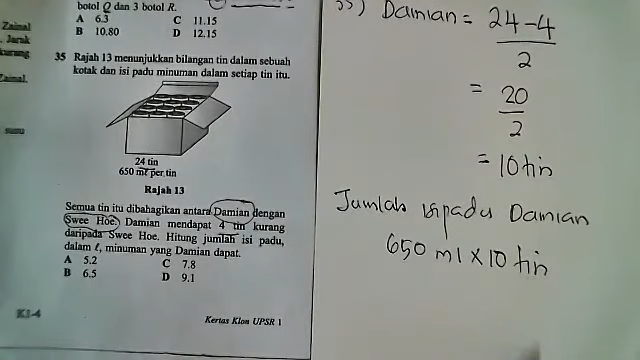 botol Q dan 3 botol R.
A 6.3 C 11.15
B 10.80 D 12.15
Zainal
Jarak
kurang
Zainal.
35 Rajah 13 menunjukkan bilangan tin dalam sebuah
kotak dan isi padu minuman dalam setiap tin itu.
24 tin
650 mℓ per tin
Rajah 13
Semua tin itu dibahagikan antara Damian dengan
Swee Hoe. Damian mendapat 4 tin kurang
daripada Swee Hoe. Hitung jumlah isi padu,
dalam ℓ, minuman yang Damian dapat.
A 5.2 C 7.8
B 6.5 D 9.1
K1-4
Kertas Klon UPSR 1
35) Damian = 24-4
2
= 20
2
= 10 tin
Jumlah isipadu Damian
650 ml × 10 tin